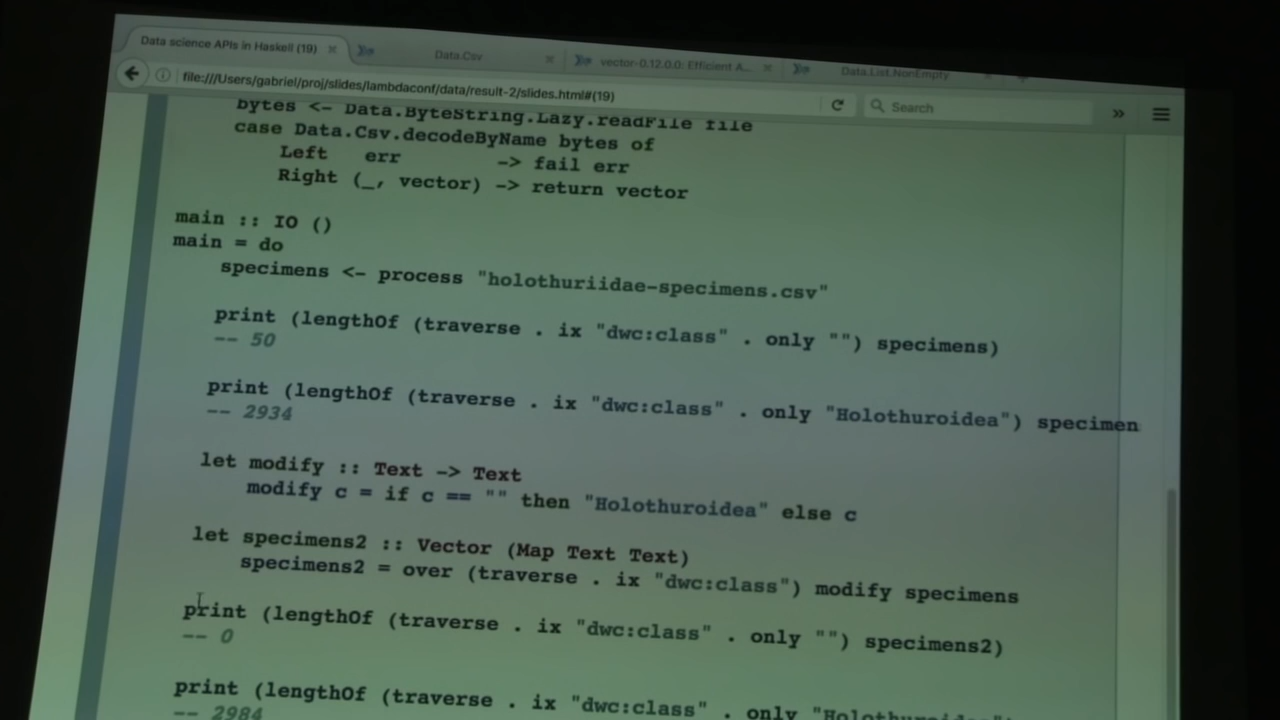 Data science APIs in Haskell (19)
Data.Csv
vector-0.12.0.0: Efficient A...
Data.List.NonEmpty
file:///Users/gabriel/proj/slides/lambdaconf/data/result-2/slides.html#(19)
Search
bytes <- Data.ByteString.Lazy.readFile file
case Data.Csv.decodeByName bytes of
Left err -> fail err
Right (_, vector) -> return vector
main :: IO ()
main = do
specimens <- process "holothuriidae-specimens.csv"
print (lengthOf (traverse . ix "dwc:class" . only "") specimens)
-- 50
print (lengthOf (traverse . ix "dwc:class" . only "Holothuroidea") specimen
-- 2934
let modify :: Text -> Text
modify c = if c == "" then "Holothuroidea" else c
let specimens2 :: Vector (Map Text Text)
specimens2 = over (traverse . ix "dwc:class") modify specimens
print (lengthOf (traverse . ix "dwc:class" . only "") specimens2)
-- 0
print (lengthOf (traverse . ix "dwc:class" . only "Holothuroidea"
-- 2984